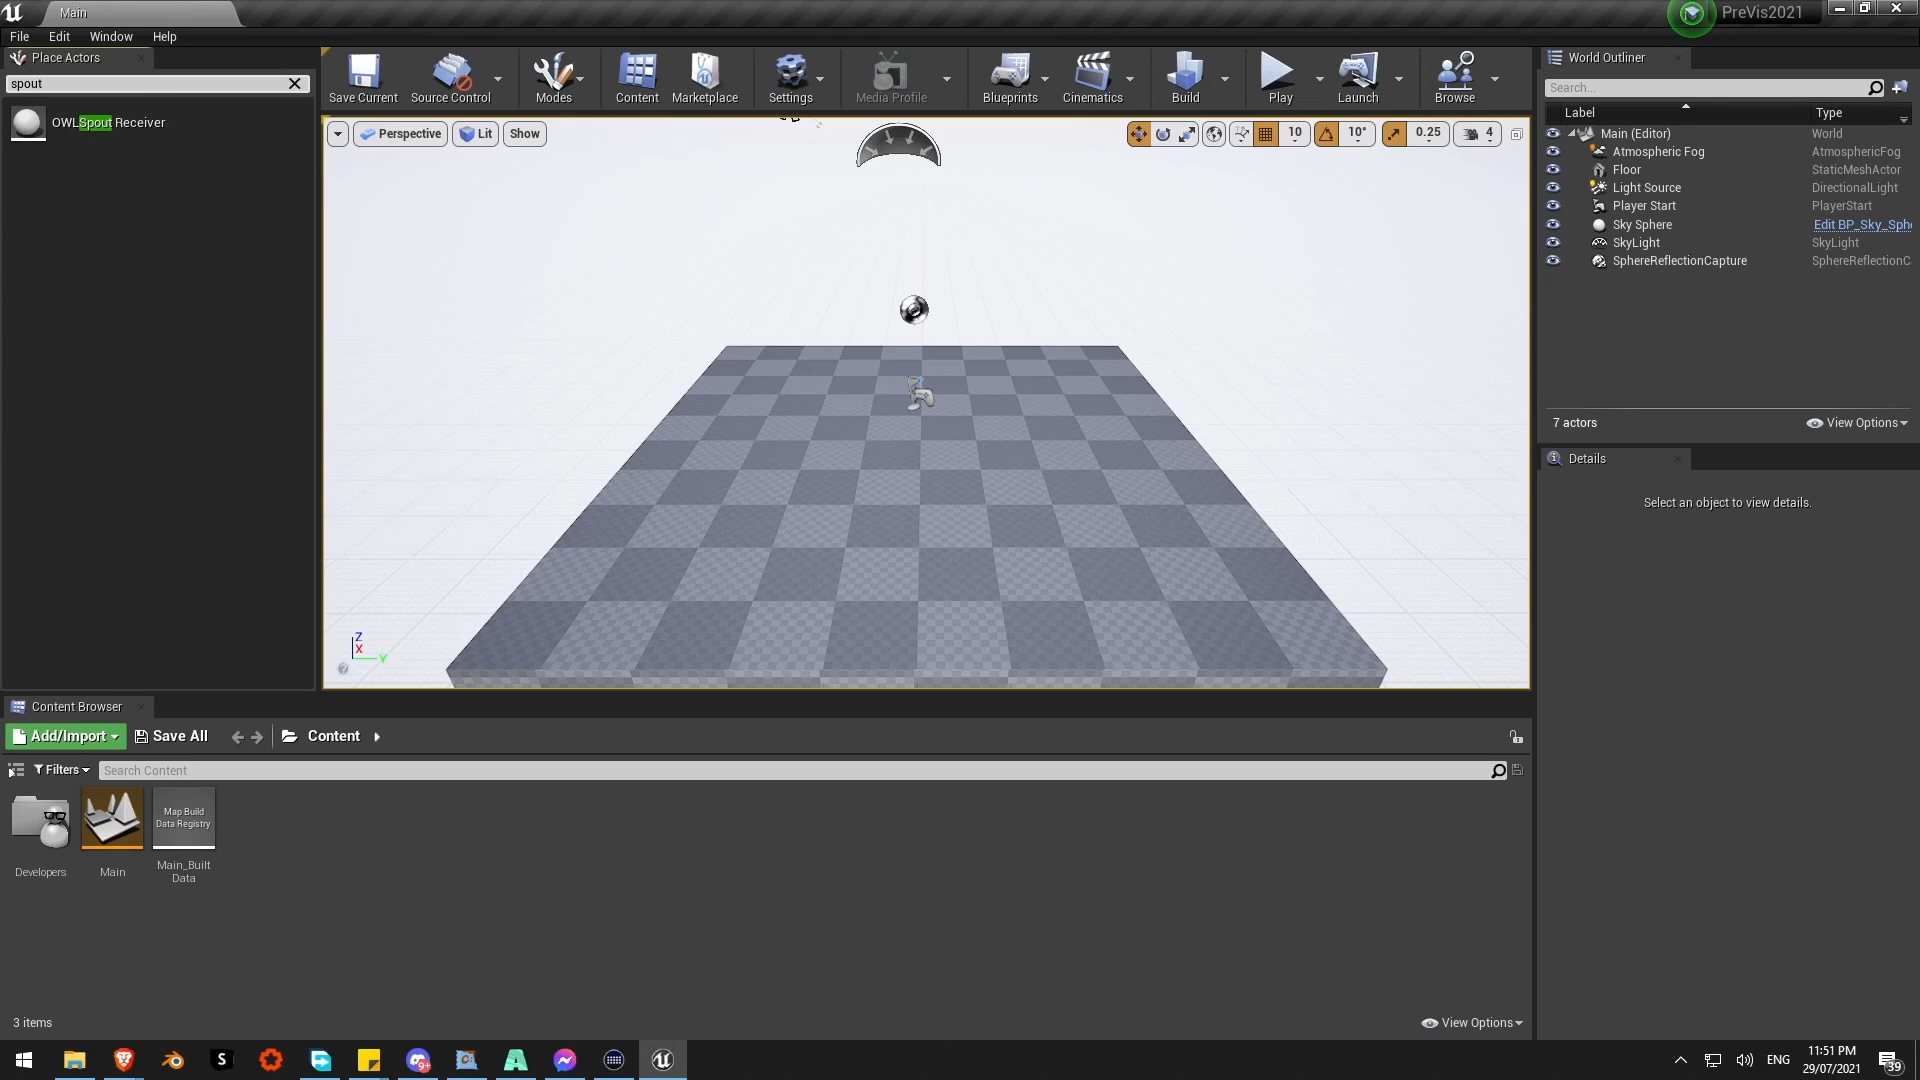 Main
PreVis2021
File Edit Window Help
Place Actors
spout
OWLSpout Receiver
Save Current
Source Control
Modes
Content
Marketplace
Settings
Media Profile
Blueprints
Cinematics
Build
Play
Launch
Browse
Perspective
Lit
Show
10
10°
0.25
4
Z
X
Y
World Outliner
Search...
Label Type
Main (Editor) World
Atmospheric Fog AtmosphericFog
Floor StaticMeshActor
Light Source DirectionalLight
Player Start PlayerStart
Sky Sphere Edit BP_Sky_Sph
SkyLight SkyLight
SphereReflectionCapture SphereReflectionC
7 actors View Options
Details
Select an object to view details.
Content Browser
Add/Import Save All Content
Filters Search Content
Map Build
Data Registry
Developers
Main
Main_Built
Data
3 items View Options
S
9+
ENG
11:51 PM
29/07/2021
39